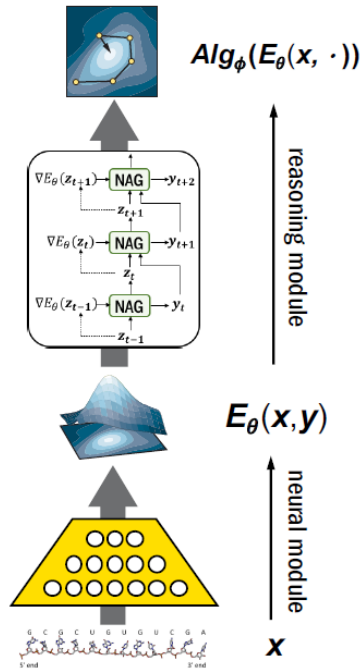 Alg_ϕ(E_θ(x, ·))
∇E_θ(z_{t+1}) NAG y_{t+2}
z_{t+1}
∇E_θ(z_t) NAG y_{t+1}
z_t
∇E_θ(z_{t-1}) NAG y_t
z_{t-1}
reasoning module
E_θ(x,y)
neural module
G C G C U G U G U C G A
5' end 3' end
x